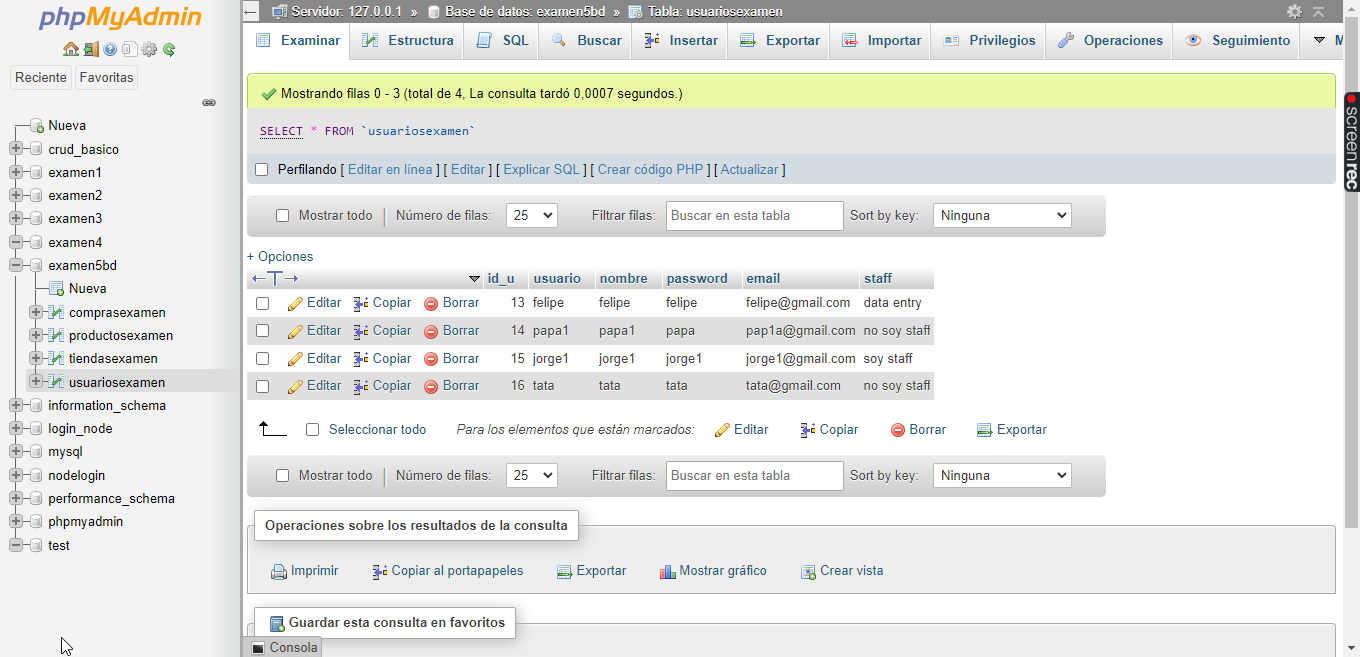 phpMyAdmin
Reciente Favoritas
Nueva
crud_basico
examen1
examen2
examen3
examen4
examen5bd
Nueva
comprasexamen
productosexamen
tiendasexamen
usuariosexamen
information_schema
login_node
mysql
nodelogin
performance_schema
phpmyadmin
test
Servidor: 127.0.0.1 » Base de datos: examen5bd » Tabla: usuariosexamen
Examinar Estructura SQL Buscar Insertar Exportar Importar Privilegios Operaciones Seguimiento
Mostrando filas 0 - 3 (total de 4, La consulta tardó 0,0007 segundos.)
SELECT * FROM `usuariosexamen`
Perfilando [ Editar en línea ] [ Editar ] [ Explicar SQL ] [ Crear código PHP ] [ Actualizar ]
Mostrar todo | Número de filas: 25 Filtrar filas: Buscar en esta tabla Sort by key: Ninguna
+ Opciones
←T→ id_u usuario nombre password email staff
Editar Copiar Borrar 13 felipe felipe felipe felipe@gmail.com data entry
Editar Copiar Borrar 14 papa1 papa1 papa pap1a@gmail.com no soy staff
Editar Copiar Borrar 15 jorge1 jorge1 jorge1 jorge1@gmail.com soy staff
Editar Copiar Borrar 16 tata tata tata tata@gmail.com no soy staff
Seleccionar todo Para los elementos que están marcados: Editar Copiar Borrar Exportar
Mostrar todo | Número de filas: 25 Filtrar filas: Buscar en esta tabla Sort by key: Ninguna
Operaciones sobre los resultados de la consulta
Imprimir Copiar al portapapeles Exportar Mostrar gráfico Crear vista
Guardar esta consulta en favoritos
Consola
screenrec